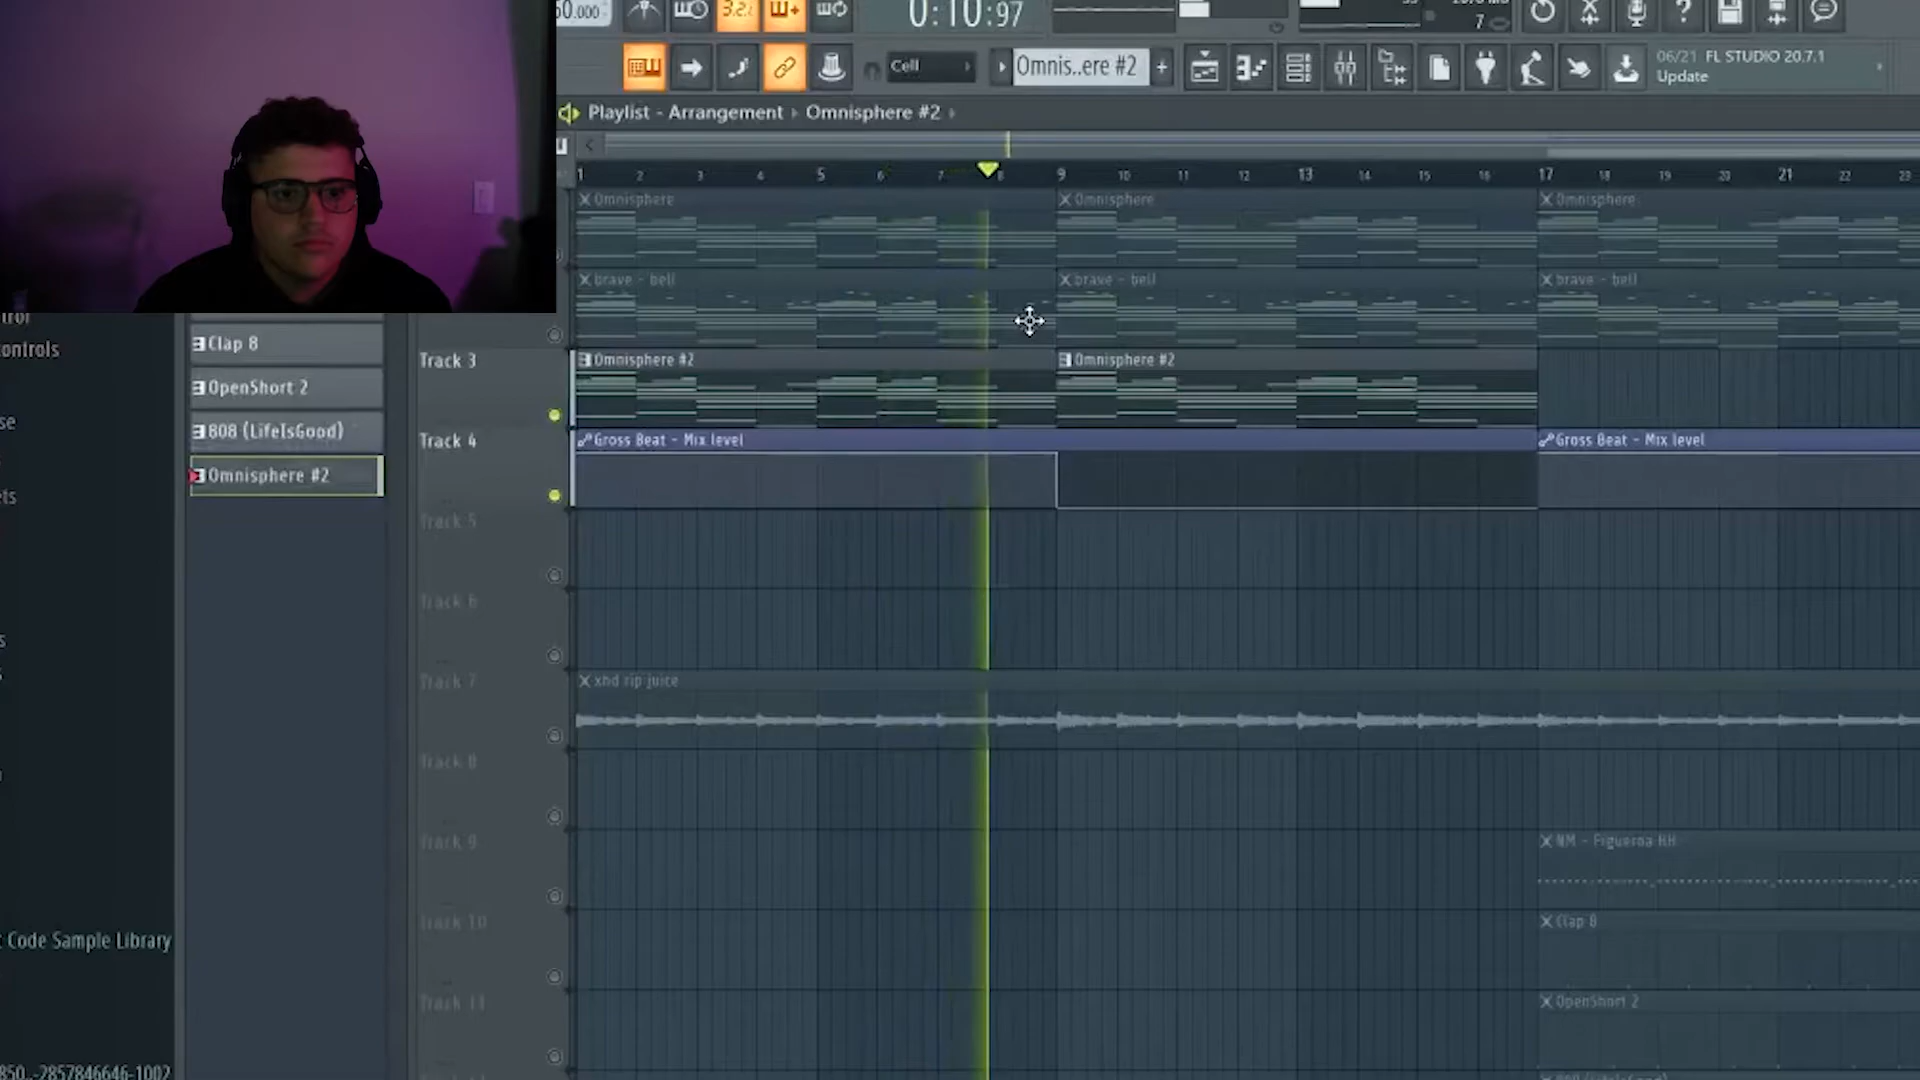 0:10:97
7
Cell
Omnis..ere #2
+
06/21 FL STUDIO 20.7.1
Update
Playlist - Arrangement › Omnisphere #2
1 2 3 4 5 6 7 8 9 10 11 12 13 14 15 16 17 18 19 20 21 22 23
Omnisphere Omnisphere Omnisphere
brave - bell brave - bell brave - bell
Clap 8
OpenShort 2
808 (LifeIsGood)
Omnisphere #2
ontrols
Track 3
Omnisphere #2 Omnisphere #2
Track 4
Gross Beat - Mix level Gross Beat - Mix level
Track 5
Track 6
Track 7
xhd rip juice
Track 8
Track 9
NM - Figueroa HH
Track 10
Clap 8
Track 11
OpenShort 2
Code Sample Library
850..-2857846646-1002